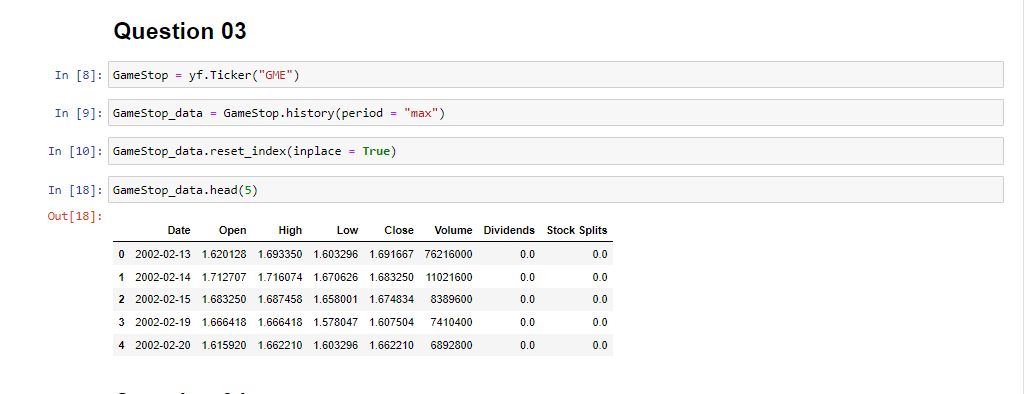 Question 03
In [8]: GameStop = yf.Ticker("GME")
In [9]: GameStop_data = GameStop.history(period = "max")
In [10]: GameStop_data.reset_index(inplace = True)
In [18]: GameStop_data.head(5)
Out[18]:
Date Open High Low Close Volume Dividends Stock Splits
0 2002-02-13 1.620128 1.693350 1.603296 1.691667 76216000 0.0 0.0
1 2002-02-14 1.712707 1.716074 1.670626 1.683250 11021600 0.0 0.0
2 2002-02-15 1.683250 1.687458 1.658001 1.674834 8389600 0.0 0.0
3 2002-02-19 1.666418 1.666418 1.578047 1.607504 7410400 0.0 0.0
4 2002-02-20 1.615920 1.662210 1.603296 1.662210 6892800 0.0 0.0